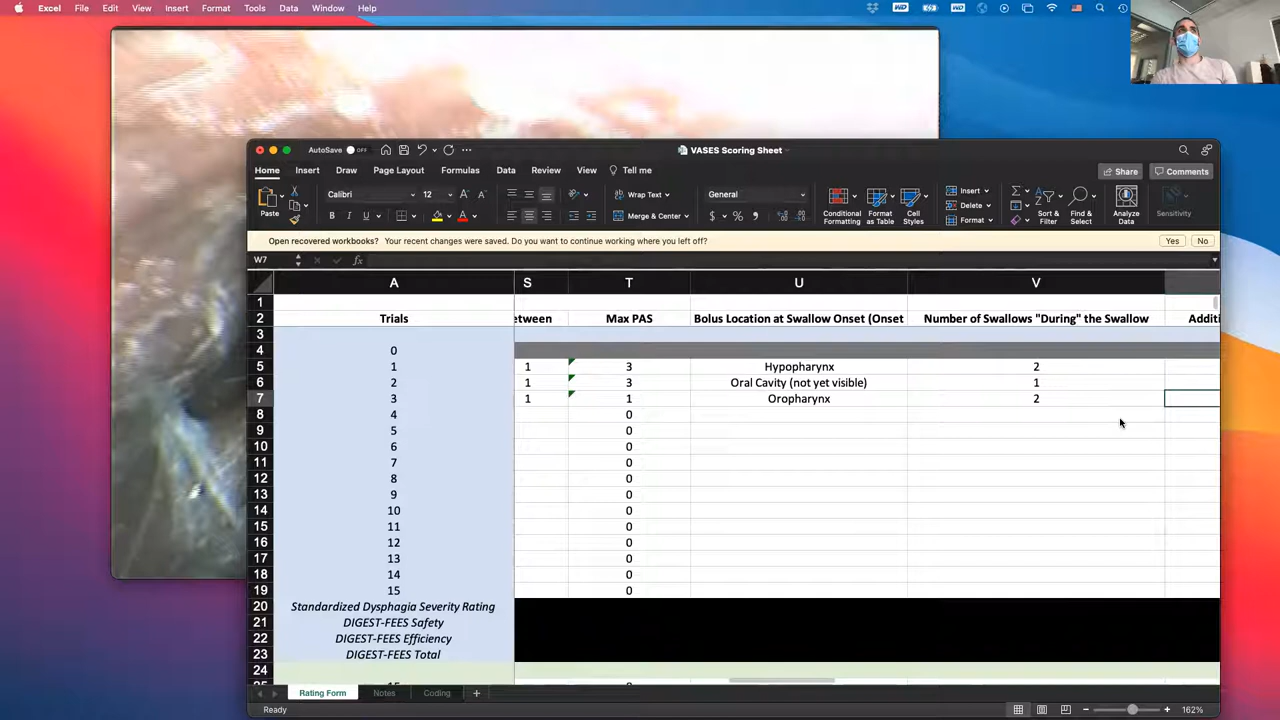 Excel File Edit View Insert Format Tools Data Window Help
AutoSave OFF VASES Scoring Sheet
Home Insert Draw Page Layout Formulas Data Review View Tell me Share Comments
Paste Calibri 12 Wrap Text General Conditional Formatting Format as Table Cell Styles Insert Sort & Filter Find & Select Analyze Data Sensitivity
B I U Merge & Center $ % Delete
Format
Open recovered workbooks? Your recent changes were saved. Do you want to continue working where you left off? Yes No
W7 fx
A S T U V
1
2 Trials etween Max PAS Bolus Location at Swallow Onset (Onset Number of Swallows "During" the Swallow Additi
3
4 0
5 1 1 3 Hypopharynx 2
6 2 1 3 Oral Cavity (not yet visible) 1
7 3 1 1 Oropharynx 2
8 4 0
9 5 0
10 6 0
11 7 0
12 8 0
13 9 0
14 10 0
15 11 0
16 12 0
17 13 0
18 14 0
19 15 0
20 Standardized Dysphagia Severity Rating
21 DIGEST-FEES Safety
22 DIGEST-FEES Efficiency
23 DIGEST-FEES Total
24
Rating Form Notes Coding +
Ready 162%